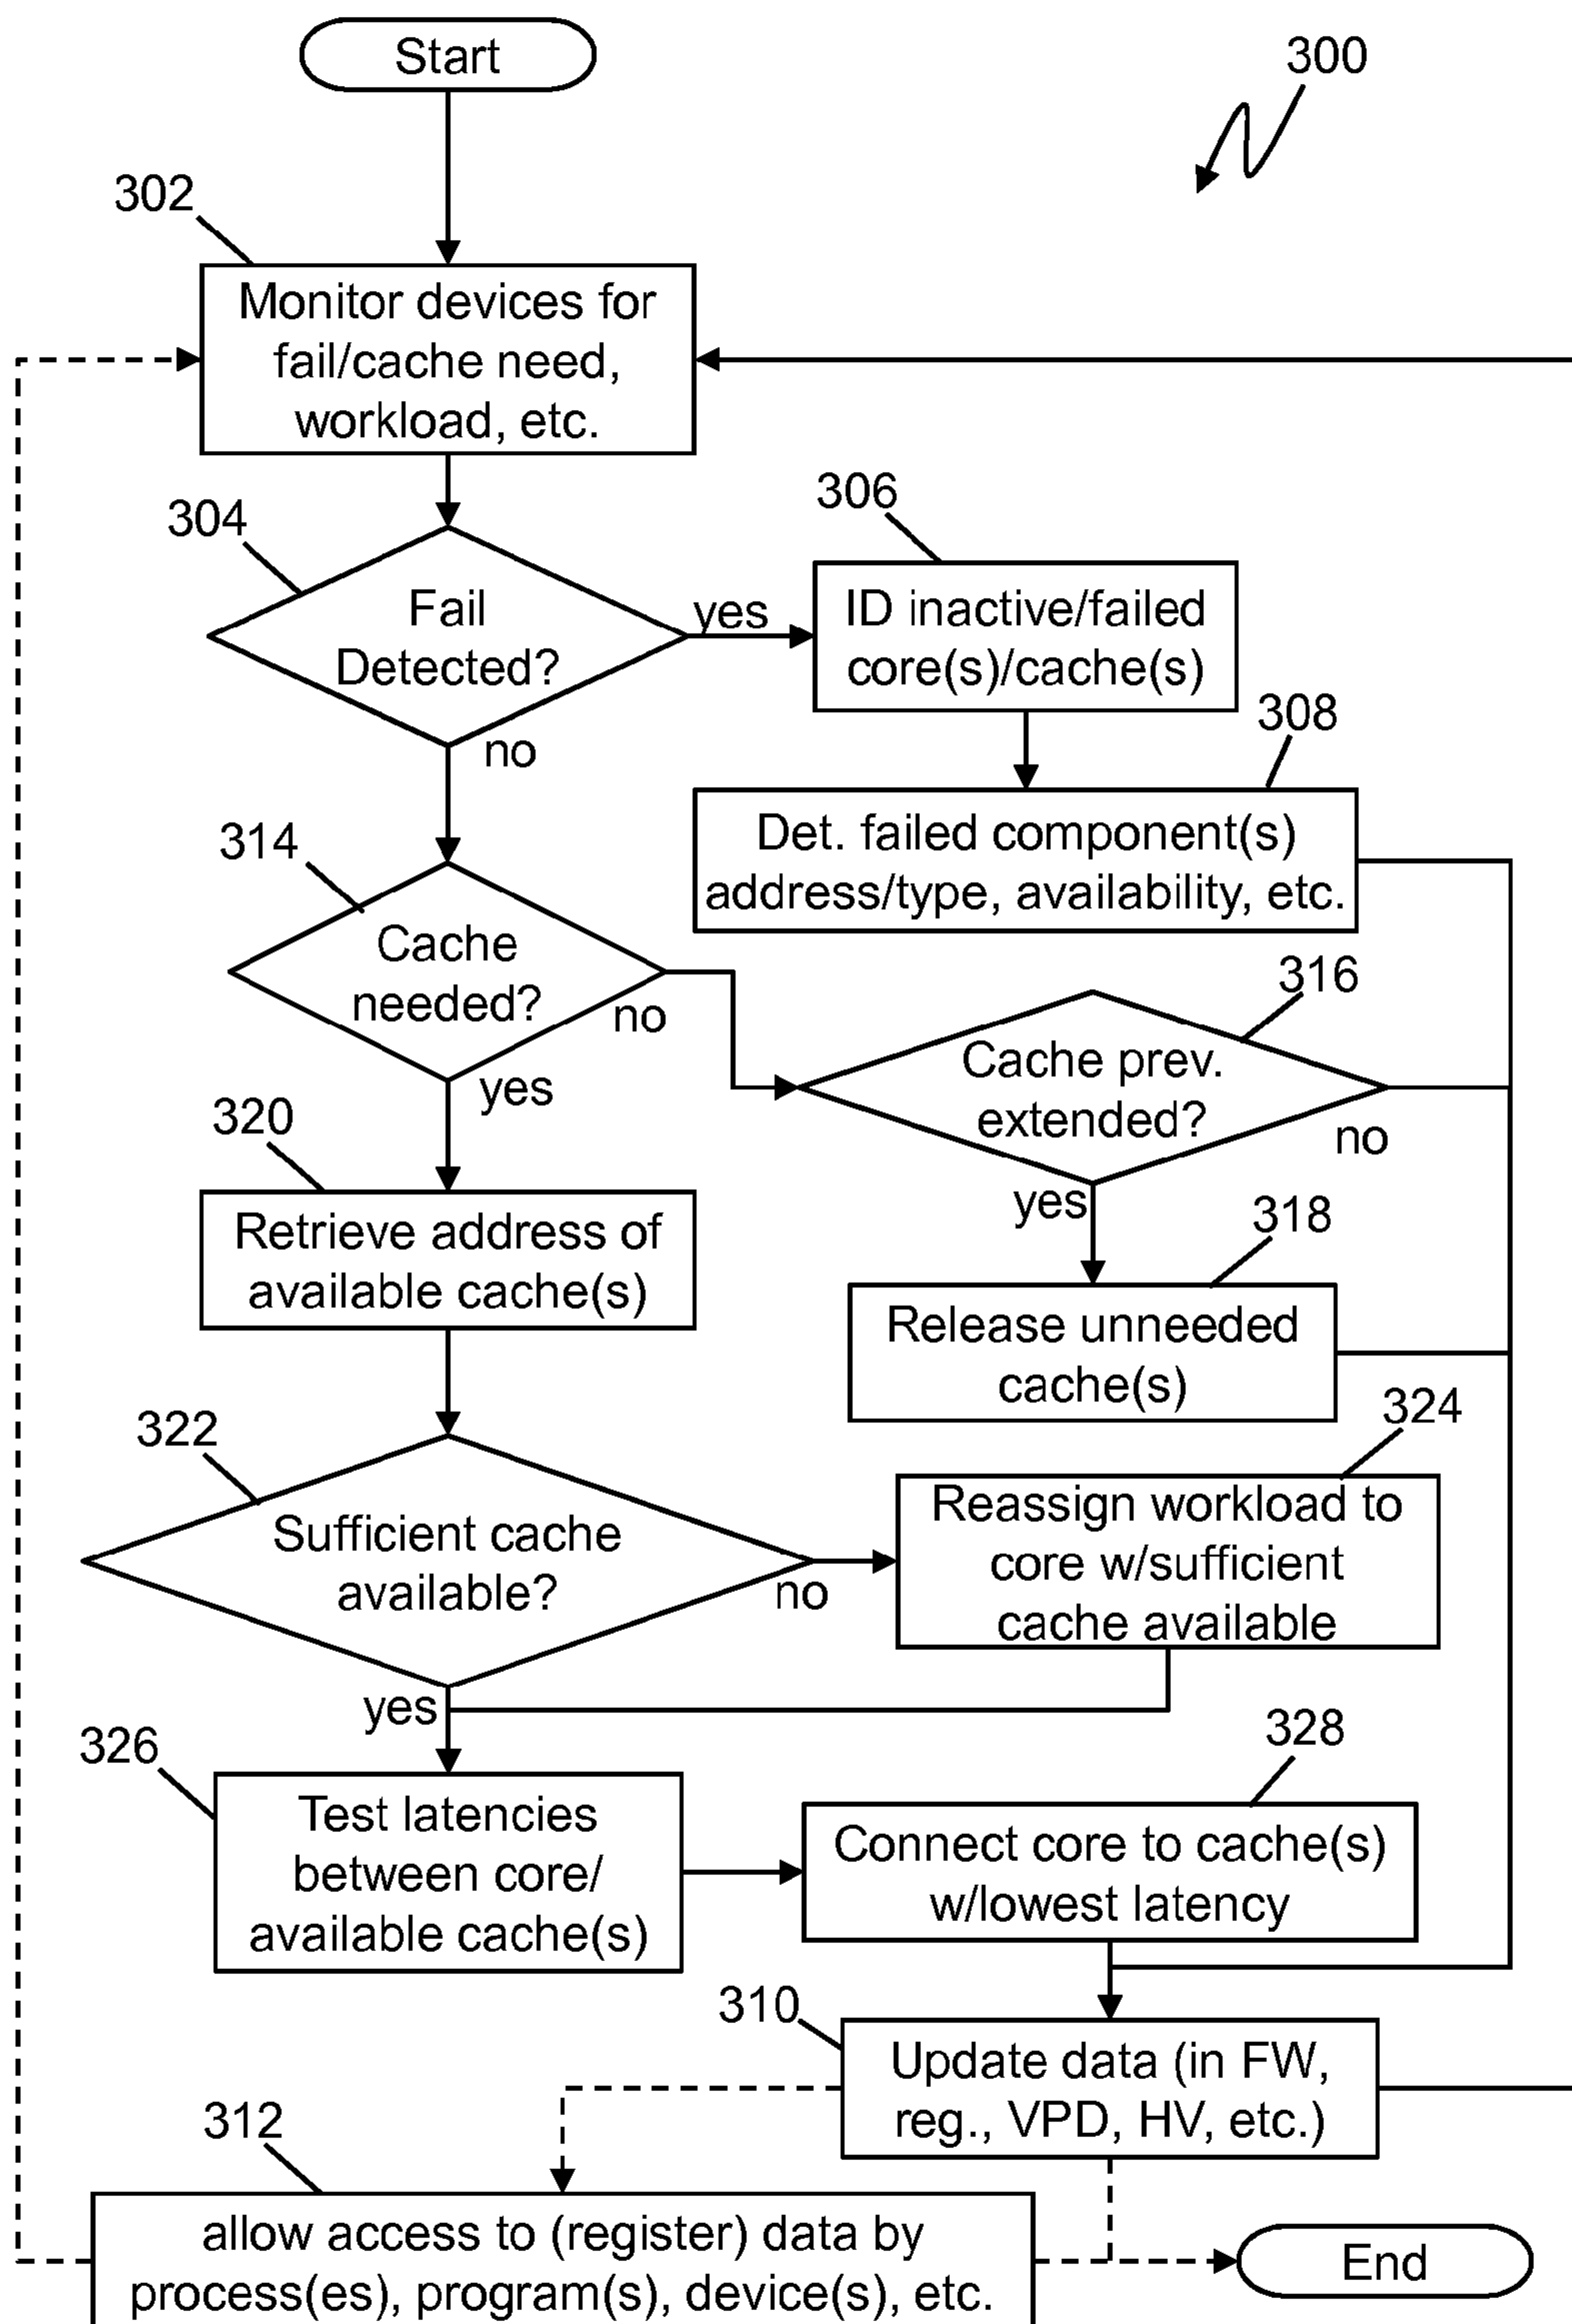 Start
300
302
Monitor devices for
fail/cache need,
workload, etc.
304
Fail
Detected?
yes
no
306
ID inactive/failed
core(s)/cache(s)
308
Det. failed component(s)
address/type, availability, etc.
314
Cache
needed?
no
yes
316
Cache prev.
extended?
no
yes
318
Release unneeded
cache(s)
320
Retrieve address of
available cache(s)
322
Sufficient cache
available?
no
yes
324
Reassign workload to
core w/sufficient
cache available
326
Test latencies
between core/
available cache(s)
328
Connect core to cache(s)
w/lowest latency
310
Update data (in FW,
reg., VPD, HV, etc.)
312
allow access to (register) data by
process(es), program(s), device(s), etc.
End